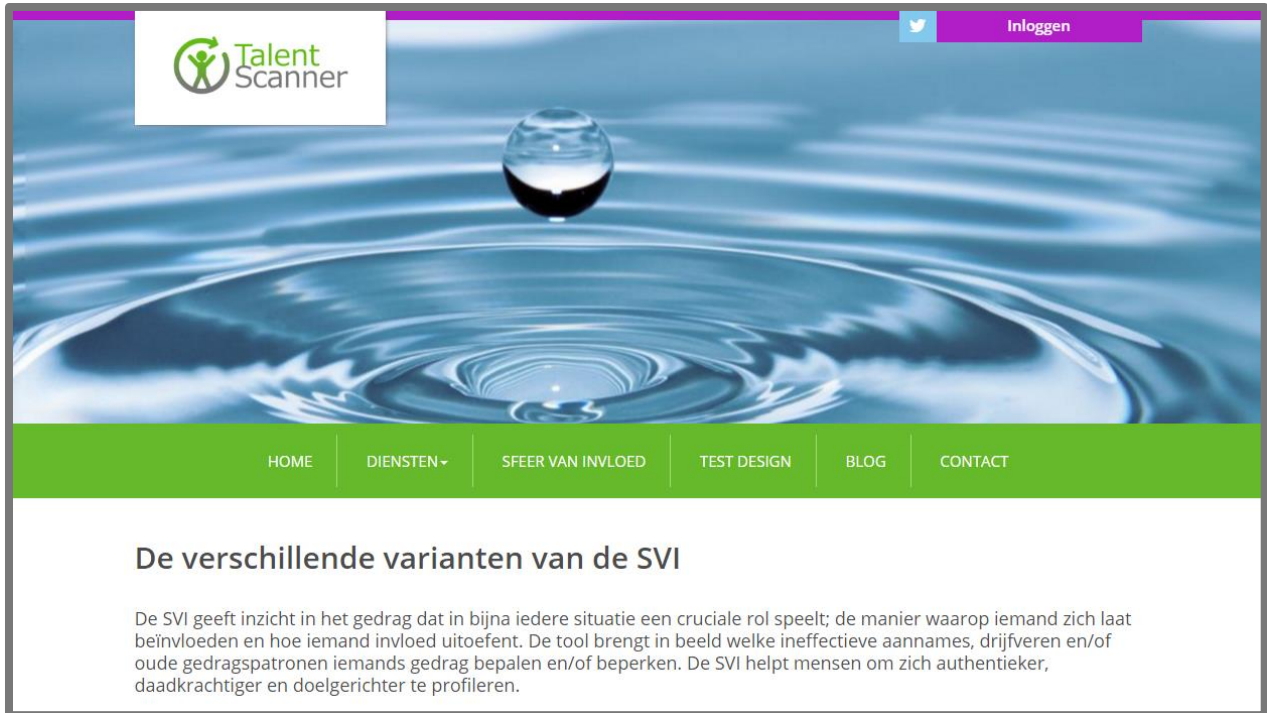 Talent
Scanner
Inloggen
HOME
DIENSTEN
SFEER VAN INVLOED
TEST DESIGN
BLOG
CONTACT
De verschillende varianten van de SVI
De SVI geeft inzicht in het gedrag dat in bijna iedere situatie een cruciale rol speelt; de manier waarop iemand zich laat
beïnvloeden en hoe iemand invloed uitoefent. De tool brengt in beeld welke ineffectieve aannames, drijfveren en/of
oude gedragspatronen iemands gedrag bepalen en/of beperken. De SVI helpt mensen om zich authentieker,
daadkrachtiger en doelgerichter te profileren.